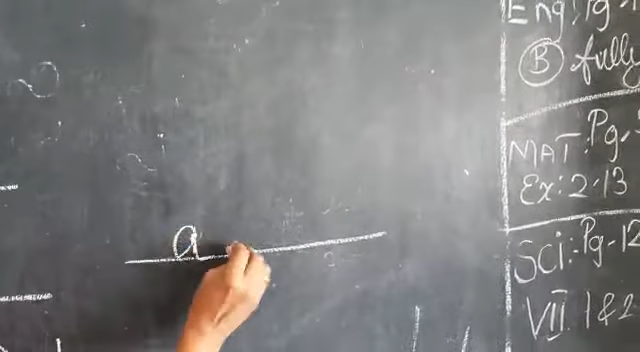 a
Eng Pg-
B fully
MAT: Pg-
Ex: 2.13
SCI:- Pg-12
VII 1&2